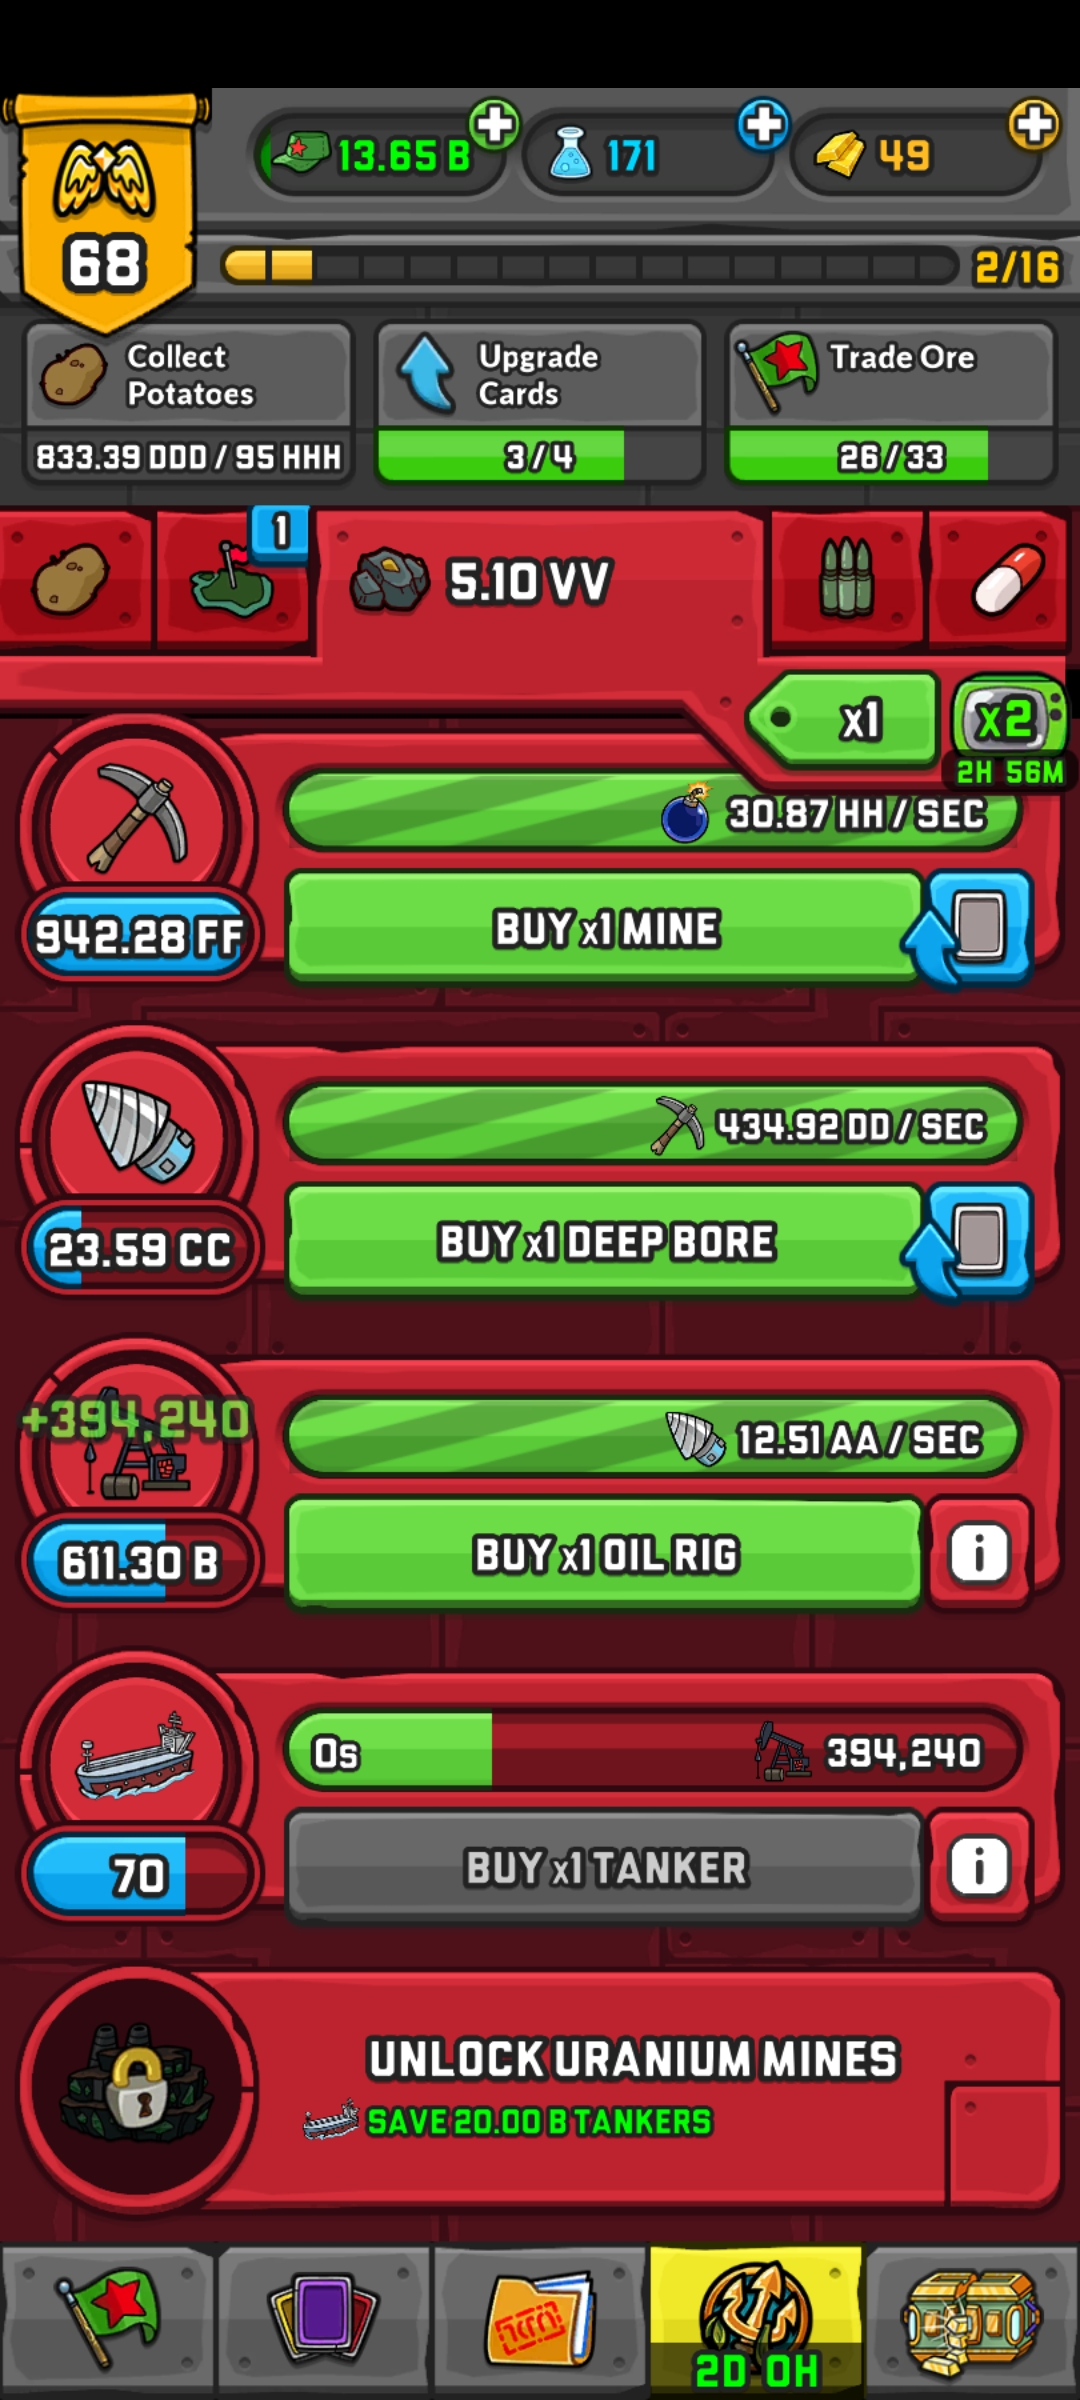 13.65 B
171
49
68
2/16
Collect
Potatoes
833.39 DDD / 95 HHH
Upgrade
Cards
3/4
Trade Ore
26/33
1
5.10 VV
x1
x2
2H 56M
30.87 HH / SEC
942.28 FF
BUY x1 MINE
434.92 DD / SEC
23.59 CC
BUY x1 DEEP BORE
+394,240
12.51 AA / SEC
611.30 B
BUY x1 OIL RIG
i
0s
394,240
70
BUY x1 TANKER
i
UNLOCK URANIUM MINES
SAVE 20.00 B TANKERS
2D 0H